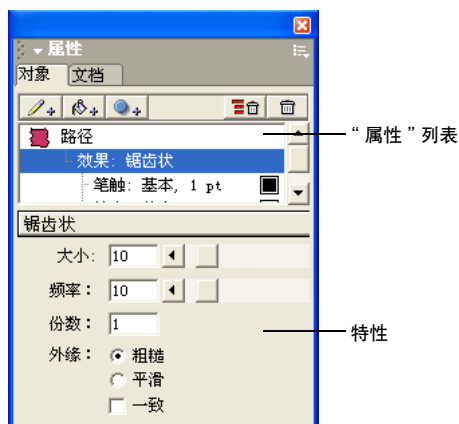 属性
对象 文档
路径
“ 属性 ” 列表
效果: 锯齿状
笔触: 基本, 1 pt
锯齿状
大小: 10
频率: 10
份数: 1
特性
外缘: 粗糙
平滑
一致